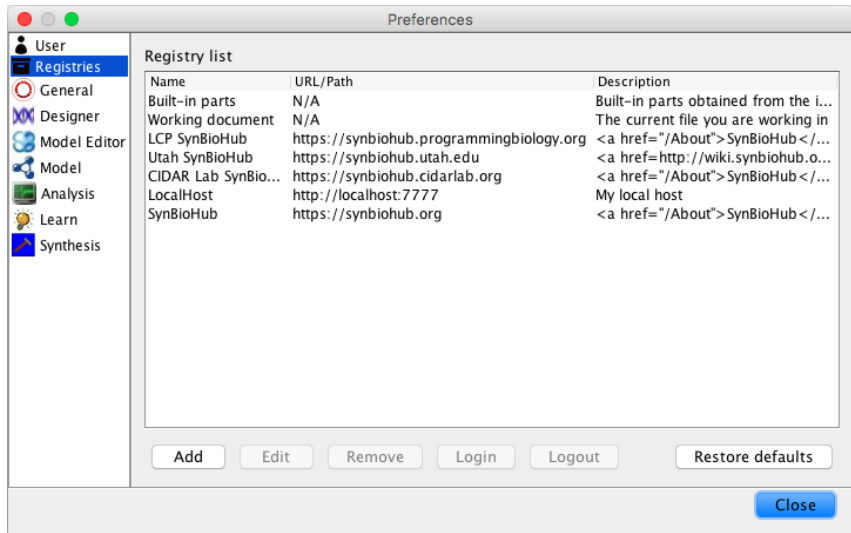 Preferences
User
Registries
General
Designer
Model Editor
Model
Analysis
Learn
Synthesis
Registry list
Name URL/Path Description
Built-in parts N/A Built-in parts obtained from the i...
Working document N/A The current file you are working in
LCP SynBioHub https://synbiohub.programmingbiology.org <a href="/About">SynBioHub</...
Utah SynBioHub https://synbiohub.utah.edu <a href=http://wiki.synbiohub.o...
CIDAR Lab SynBio... https://synbiohub.cidarlab.org <a href="/About">SynBioHub</...
LocalHost http://localhost:7777 My local host
SynBioHub https://synbiohub.org <a href="/About">SynBioHub</...
Add Edit Remove Login Logout Restore defaults
Close